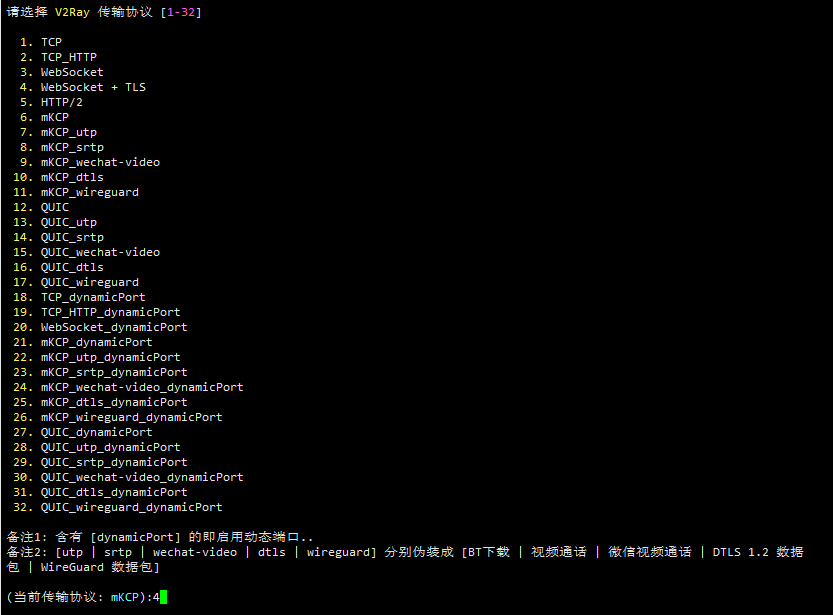 请选择 V2Ray 传输协议 [1-32]
1. TCP
2. TCP_HTTP
3. WebSocket
4. WebSocket + TLS
5. HTTP/2
6. mKCP
7. mKCP_utp
8. mKCP_srtp
9. mKCP_wechat-video
10. mKCP_dtls
11. mKCP_wireguard
12. QUIC
13. QUIC_utp
14. QUIC_srtp
15. QUIC_wechat-video
16. QUIC_dtls
17. QUIC_wireguard
18. TCP_dynamicPort
19. TCP_HTTP_dynamicPort
20. WebSocket_dynamicPort
21. mKCP_dynamicPort
22. mKCP_utp_dynamicPort
23. mKCP_srtp_dynamicPort
24. mKCP_wechat-video_dynamicPort
25. mKCP_dtls_dynamicPort
26. mKCP_wireguard_dynamicPort
27. QUIC_dynamicPort
28. QUIC_utp_dynamicPort
29. QUIC_srtp_dynamicPort
30. QUIC_wechat-video_dynamicPort
31. QUIC_dtls_dynamicPort
32. QUIC_wireguard_dynamicPort
备注1: 含有 [dynamicPort] 的即启用动态端口..
备注2: [utp | srtp | wechat-video | dtls | wireguard] 分别伪装成 [BT下载 | 视频通话 | 微信视频通话 | DTLS 1.2 数据
包 | WireGuard 数据包]
(当前传输协议: mKCP):4